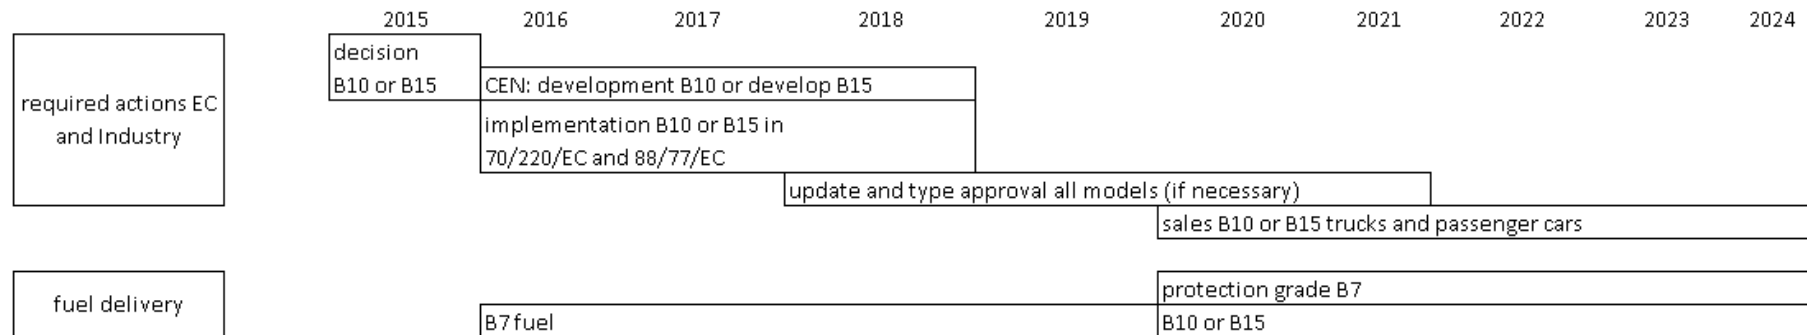 2015 2016 2017 2018 2019 2020 2021 2022 2023 2024
required actions EC
and Industry
decision
B10 or B15
CEN: development B10 or develop B15
implementation B10 or B15 in
70/220/EC and 88/77/EC
update and type approval all models (if necessary)
sales B10 or B15 trucks and passenger cars
fuel delivery
protection grade B7
B7 fuel
B10 or B15